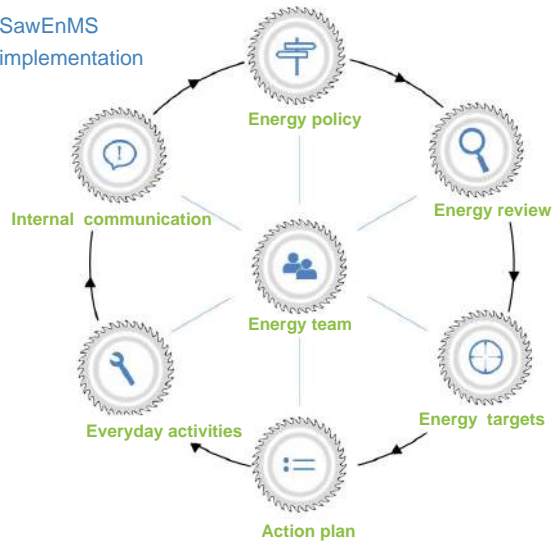 SawEnMS
implementation
Energy policy
Internal communication
Energy review
Energy team
Everyday activities
Energy targets
Action plan